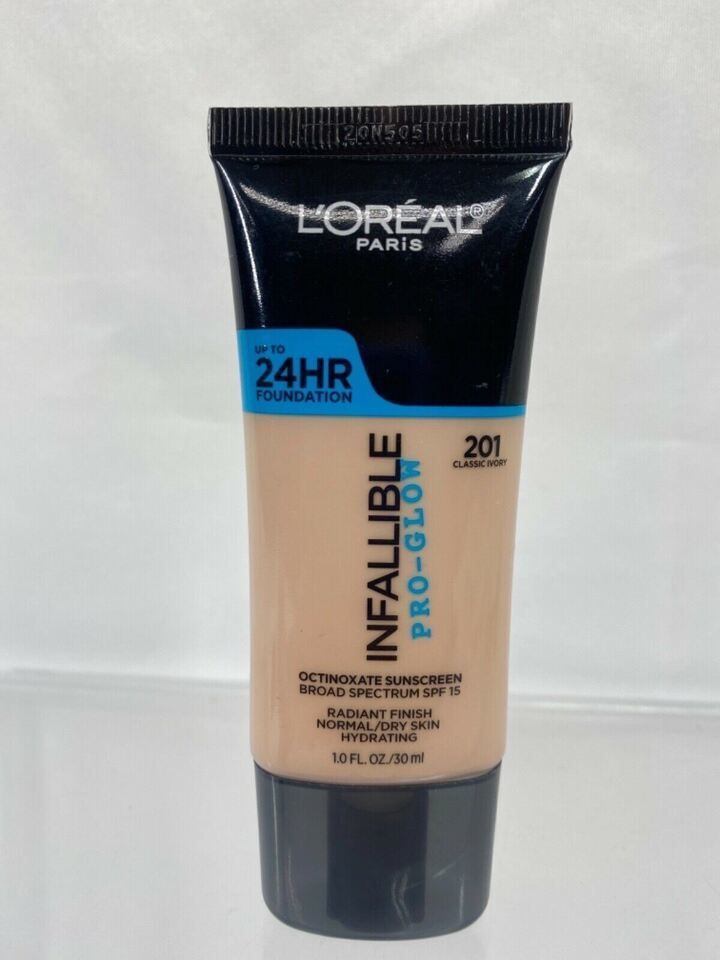 20N505
L'ORÉAL®
PARIS
UP TO
24HR
FOUNDATION
201
CLASSIC IVORY
INFALLIBLE
PRO-GLOW
OCTINOXATE SUNSCREEN
BROAD SPECTRUM SPF 15
RADIANT FINISH
NORMAL/DRY SKIN
HYDRATING
1.0 FL. OZ./30 ml